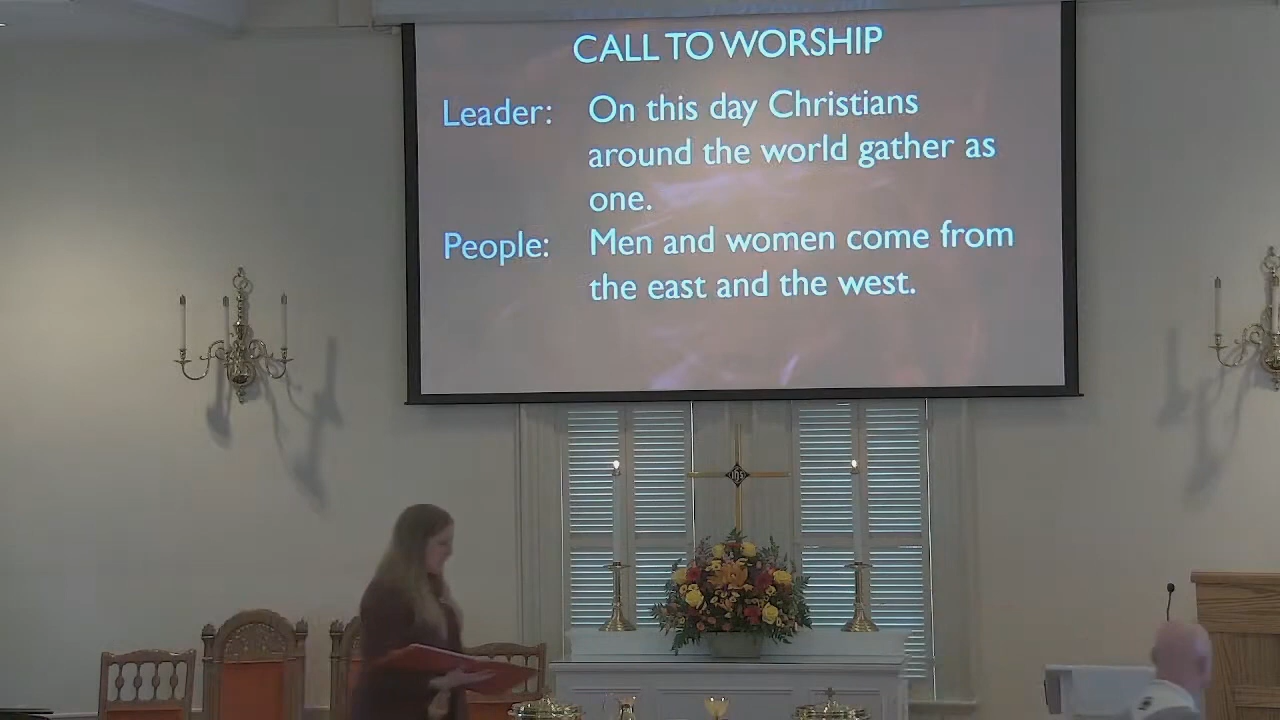 CALL TO WORSHIP
Leader: On this day Christians
around the world gather as
one.
People: Men and women come from
the east and the west.
IHS